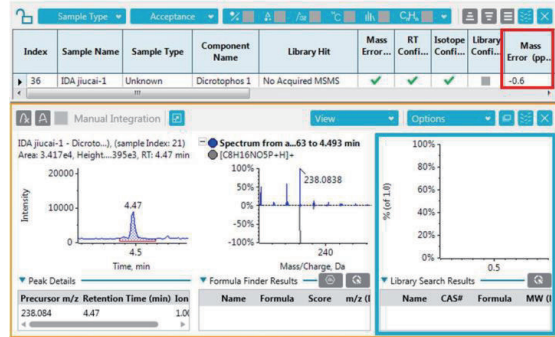 Sample Type Acceptance
Index Sample Name Sample Type Component Name Library Hit Mass Error... RT Confi... Isotope Confi... Library Confi... Mass Error (pp..
36 IDA jiucai-1 Unknown Dicrotophos 1 No Acquired MSMS -0.6
Manual Integration View Options
IDA jiucai-1 - Dicroto...), (sample Index: 21)
Area: 3.417e4, Height....395e3, RT: 4.47 min
Intensity
20000
10000
0
4.47
4.5
Time, min
Spectrum from a...63 to 4.493 min
[C8H16NO5P+H]+
100%
50%
0%
-50%
-100%
238.0838
240
Mass/Charge, Da
100%
80%
60%
40%
20%
0%
% (of 1.0)
0.5
Peak Details
Precursor m/z Retention Time (min) Ion
238.084 4.47 1.00
Formula Finder Results
Name Formula Score m/z (I
Library Search Results
Name CAS# Formula MW (I